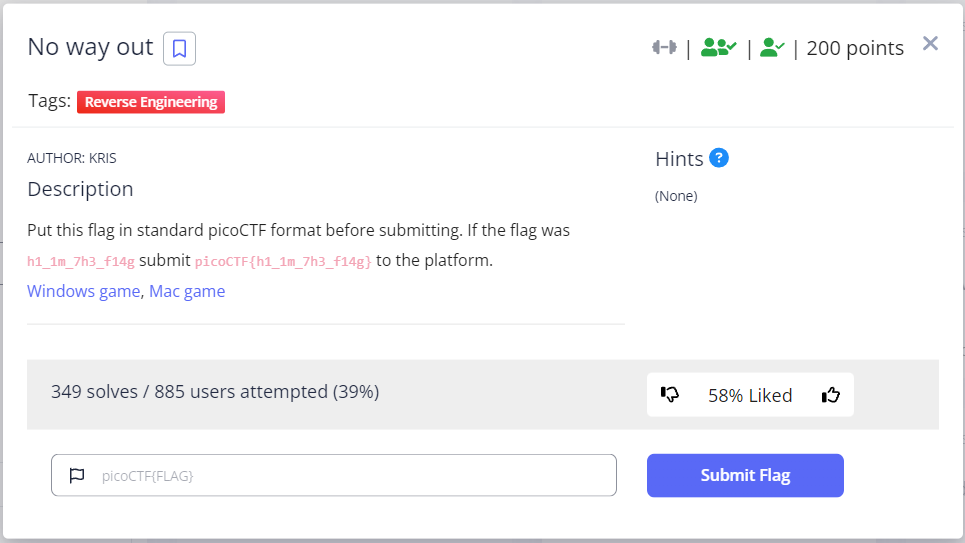 No way out
| | | 200 points
Tags: Reverse Engineering
AUTHOR: KRIS
Description
Put this flag in standard picoCTF format before submitting. If the flag was
h1_1m_7h3_f14g submit picoCTF{h1_1m_7h3_f14g} to the platform.
Windows game, Mac game
Hints ?
(None)
349 solves / 885 users attempted (39%)
58% Liked
picoCTF{FLAG}
Submit Flag